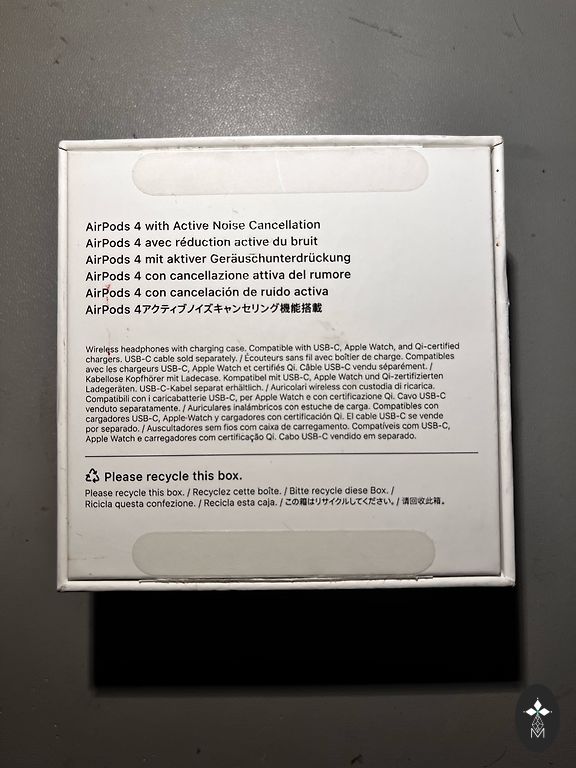 AirPods 4 with Active Noise Cancellation
AirPods 4 avec réduction active du bruit
AirPods 4 mit aktiver Geräuschunterdrückung
AirPods 4 con cancellazione attiva del rumore
AirPods 4 con cancelación de ruido activa
AirPods 4アクティブノイズキャンセリング機能搭載
Wireless headphones with charging case. Compatible with USB-C, Apple Watch, and Qi-certified
chargers. USB-C cable sold separately. / Écouteurs sans fil avec boîtier de charge. Compatibles
avec les chargeurs USB-C, Apple Watch et certifiés Qi. Câble USB-C vendu séparément. /
Kabellose Kopfhörer mit Ladecase. Kompatibel mit USB-C, Apple Watch und Qi-zertifizierten
Ladegeräten. USB-C-Kabel separat erhältlich. / Auricolari wireless con custodia di ricarica.
Compatibili con i caricabatterie USB-C, per Apple Watch e con certificazione Qi. Cavo USB-C
venduto separatamente. / Auriculares inalámbricos con estuche de carga. Compatibles con
cargadores USB-C, Apple Watch y cargadores con certificación Qi. El cable USB-C se vende
por separado. / Auscultadores sem fios com caixa de carregamento. Compatíveis com USB-C,
Apple Watch e carregadores com certificação Qi. Cabo USB-C vendido em separado.
Please recycle this box.
Please recycle this box. / Recyclez cette boîte. / Bitte recycle diese Box. /
Ricicla questa confezione. / Recicla esta caja. / この箱はリサイクルしてください。/ 请回收此箱。
M